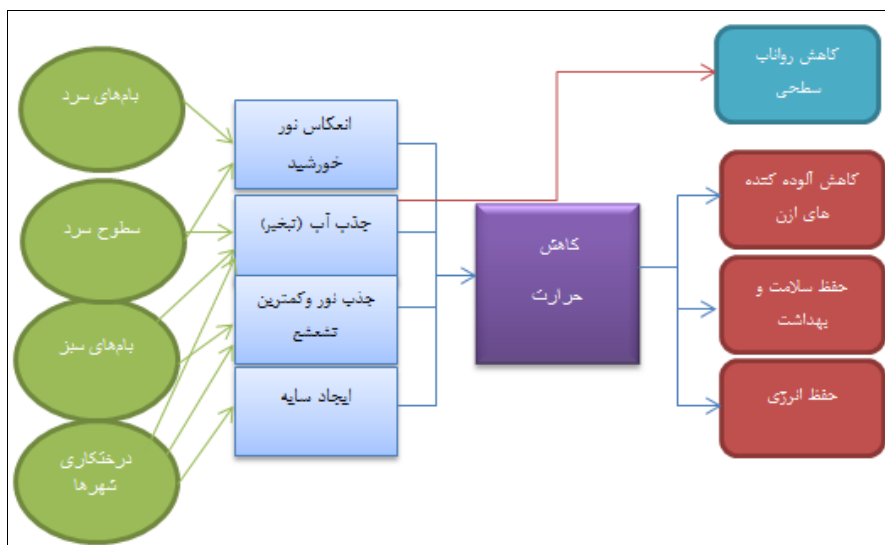 بام‌های سرد
سطوح سرد
بام‌های سبز
درختکاری
شهرها
انعکاس نور
خورشید
جذب آب (تبخیر)
جذب نور وکمترین
تشعشع
ایجاد سایه
کاهش
حرارت
کاهش رواناب
سطحی
کاهش آلوده کننده
های ازن
حفظ سلامت و
بهداشت
حفظ انرژی